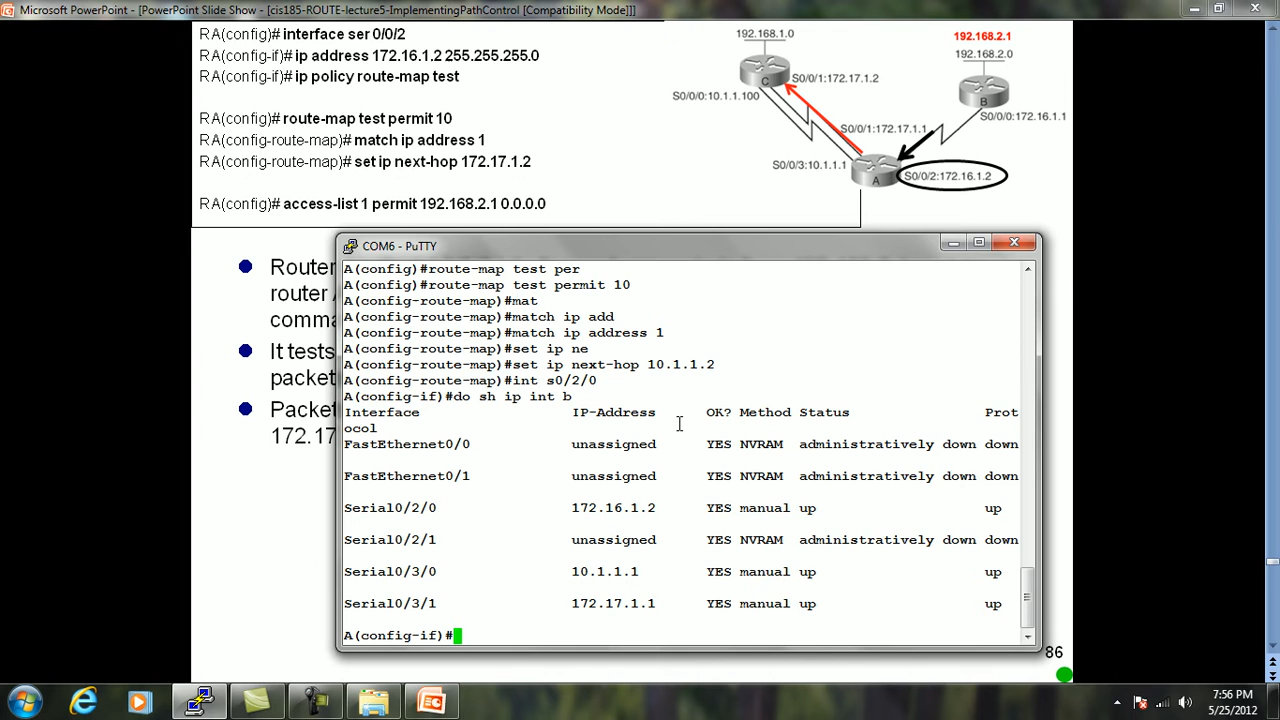 Microsoft PowerPoint - [PowerPoint Slide Show - [cis185-ROUTE-lecture5-ImplementingPathControl [Compatibility Mode]]]
RA(config)# interface ser 0/0/2
RA(config-if)# ip address 172.16.1.2 255.255.255.0
RA(config-if)# ip policy route-map test
RA(config)# route-map test permit 10
RA(config-route-map)# match ip address 1
RA(config-route-map)# set ip next-hop 172.17.1.2
RA(config)# access-list 1 permit 192.168.2.1 0.0.0.0
192.168.1.0
192.168.2.1
192.168.2.0
C
S0/0/1:172.17.1.2
S0/0/0:10.1.1.100
B
S0/0/0:172.16.1.1
S0/0/1:172.17.1.1
S0/0/3:10.1.1.1
A
S0/0/2:172.16.1.2
Router
router
comma
It tests
packet
Packet
172.17
COM6 - PuTTY
A(config)#route-map test per
A(config)#route-map test permit 10
A(config-route-map)#mat
A(config-route-map)#match ip add
A(config-route-map)#match ip address 1
A(config-route-map)#set ip ne
A(config-route-map)#set ip next-hop 10.1.1.2
A(config-route-map)#int s0/2/0
A(config-if)#do sh ip int b
Interface IP-Address OK? Method Status Prot
ocol
FastEthernet0/0 unassigned YES NVRAM administratively down down
FastEthernet0/1 unassigned YES NVRAM administratively down down
Serial0/2/0 172.16.1.2 YES manual up up
Serial0/2/1 unassigned YES NVRAM administratively down down
Serial0/3/0 10.1.1.1 YES manual up up
Serial0/3/1 172.17.1.1 YES manual up up
A(config-if)#
86
7:56 PM
5/25/2012